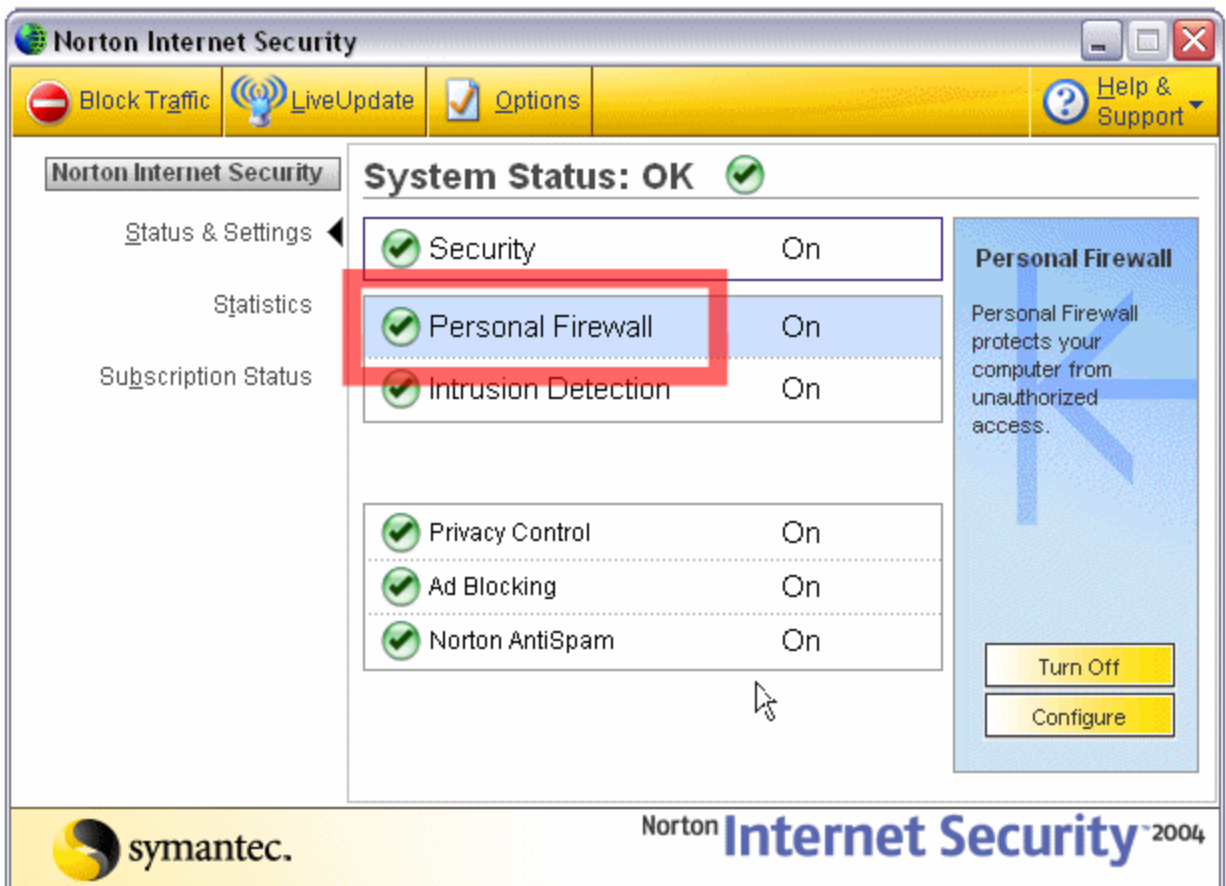 Norton Internet Security
Block Traffic
LiveUpdate
Options
Help &
Support
Norton Internet Security
Status & Settings
Statistics
Subscription Status
System Status: OK
Security On
Personal Firewall On
Intrusion Detection On
Privacy Control On
Ad Blocking On
Norton AntiSpam On
Personal Firewall
Personal Firewall
protects your
computer from
unauthorized
access.
Turn Off
Configure
symantec.
Norton Internet Security™ 2004